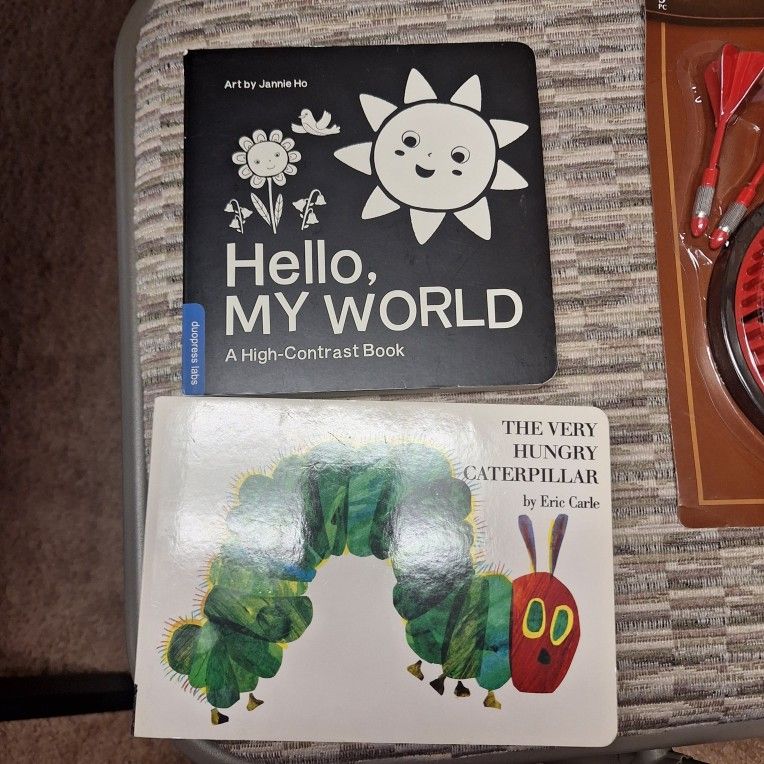 Art by Jannie Ho
Hello,
MY WORLD
A High-Contrast Book
duopress labs
THE VERY
HUNGRY
CATERPILLAR
by Eric Carle
PC